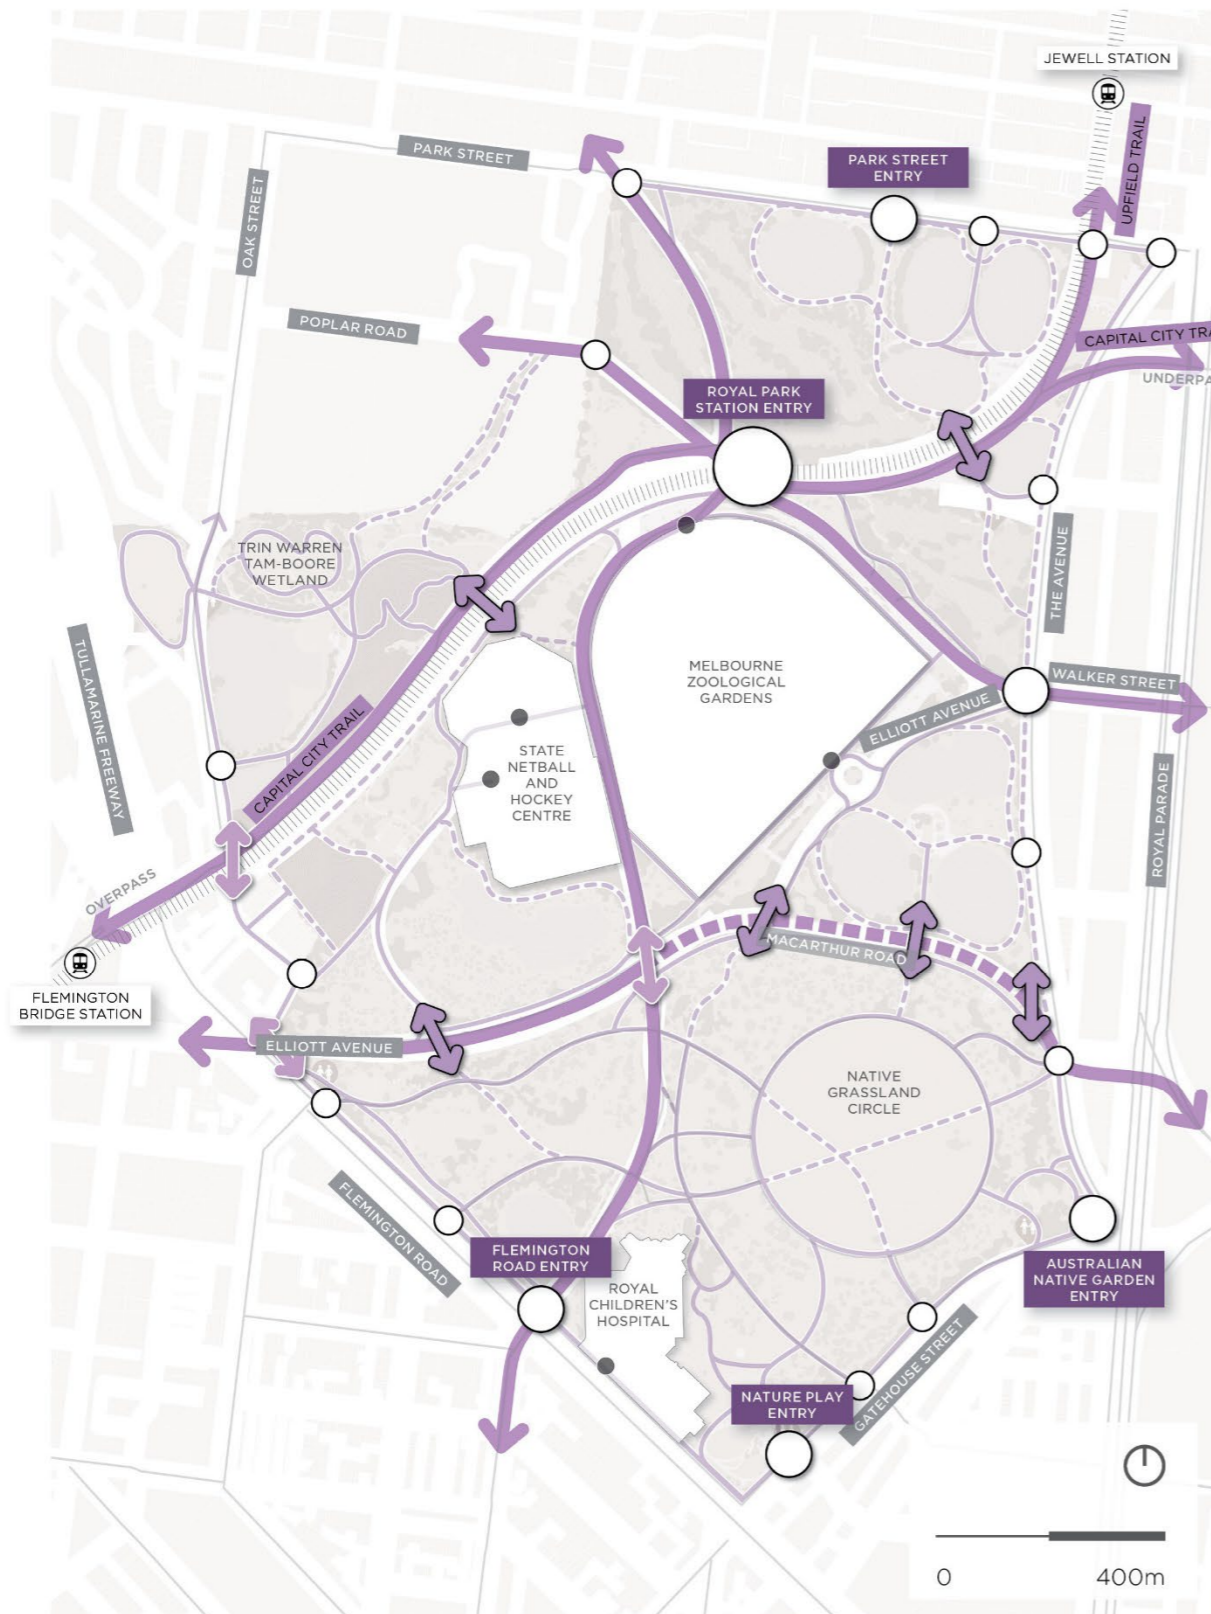 JEWELL STATION
PARK STREET
PARK STREET
ENTRY
UPFIELD TRAIL
OAK STREET
POPLAR ROAD
CAPITAL CITY TRA
UNDERPA
ROYAL PARK
STATION ENTRY
TRIN WARREN
TAM-BOORE
WETLAND
THE AVENUE
TULLAMARINE FREEWAY
MELBOURNE
ZOOLOGICAL
GARDENS
WALKER STREET
ELLIOTT AVENUE
CAPITAL CITY TRAIL
STATE
NETBALL
AND
HOCKEY
CENTRE
ROYAL PARADE
OVERPASS
MACARTHUR ROAD
FLEMINGTON
BRIDGE STATION
ELLIOTT AVENUE
NATIVE
GRASSLAND
CIRCLE
FLEMINGTON ROAD
FLEMINGTON
ROAD ENTRY
ROYAL
CHILDREN'S
HOSPITAL
AUSTRALIAN
NATIVE GARDEN
ENTRY
GATEHOUSE STREET
NATURE PLAY
ENTRY
0 400m